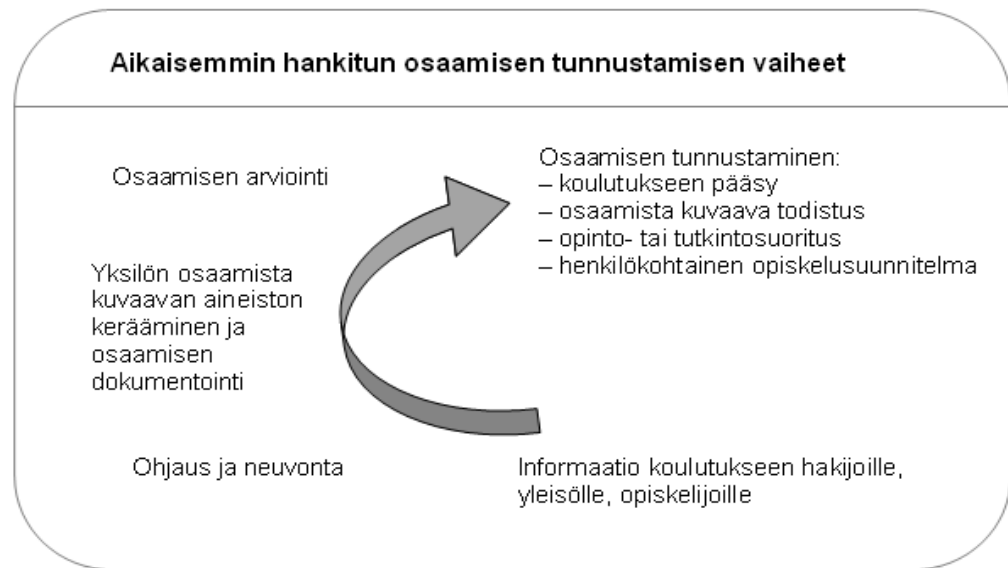 Aikaisemmin hankitun osaamisen tunnustamisen vaiheet
Osaamisen arviointi
Osaamisen tunnustaminen:
– koulutukseen pääsy
– osaamista kuvaava todistus
– opinto- tai tutkintosuoritus
– henkilökohtainen opiskelusuunnitelma
Yksilön osaamista
kuvaavan aineiston
kerääminen ja
osaamisen
dokumentointi
Ohjaus ja neuvonta
Informaatio koulutukseen hakijoille,
yleisölle, opiskelijoille